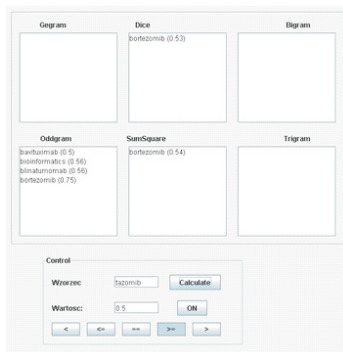 Gegram Dice Bigram
bortezomib (0.53)
Oddgram SumSquare Trigram
bavituximab (0.5)
bioinformatics (0.56)
blinatumomab (0.56)
bortezomib (0.75)
bortezomib (0.54)
Control
Wzorzec fazomib Calculate
Wartosc: 0.5 ON
< <= == >= >